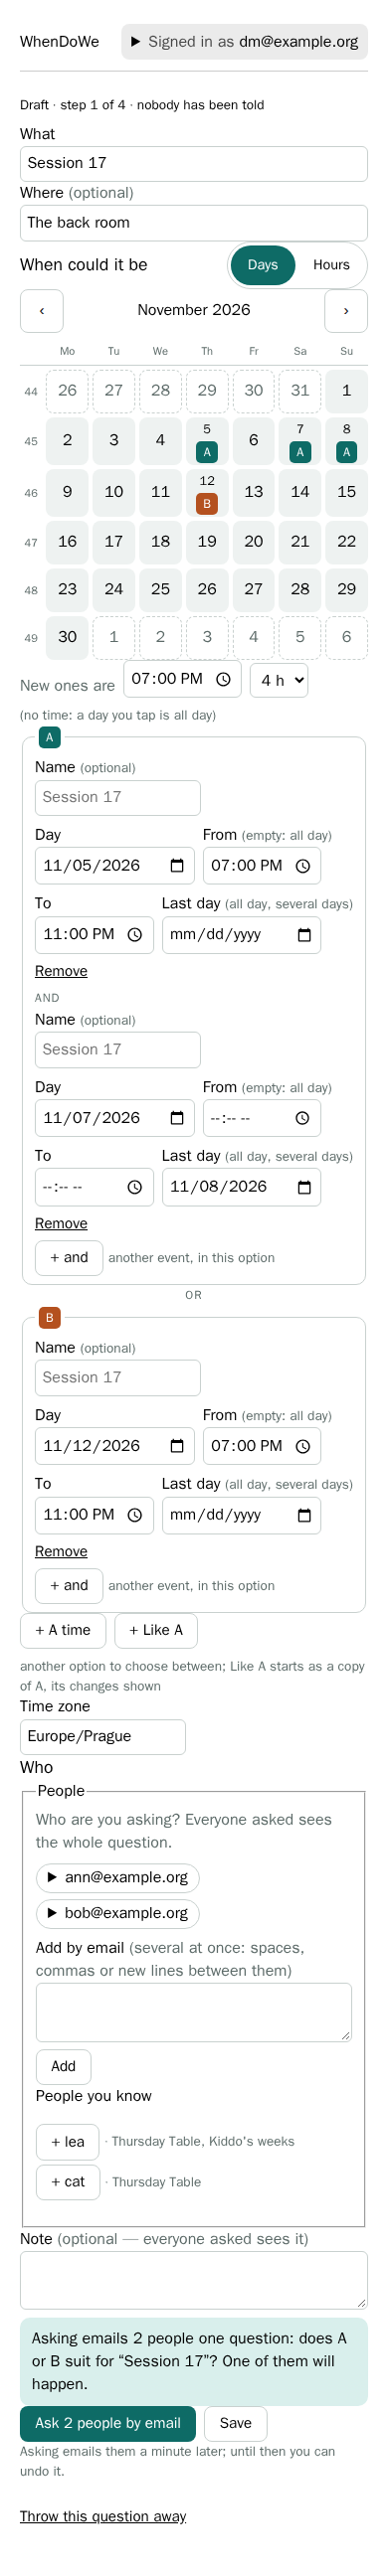 WhenDoWe
▶ Signed in as dm@example.org
Draft · step 1 of 4 · nobody has been told
What
Session 17
Where (optional)
The back room
When could it be
Days Hours
‹ November 2026 ›
Mo Tu We Th Fr Sa Su
44 26 27 28 29 30 31 1
45 2 3 4 5 A 6 7 A 8 A
46 9 10 11 12 B 13 14 15
47 16 17 18 19 20 21 22
48 23 24 25 26 27 28 29
49 30 1 2 3 4 5 6
New ones are 07:00 PM 4 h
(no time: a day you tap is all day)
A
Name (optional)
Session 17
Day From (empty: all day)
11/05/2026 07:00 PM
To Last day (all day, several days)
11:00 PM mm/dd/yyyy
Remove
AND
Name (optional)
Session 17
Day From (empty: all day)
11/07/2026 --:-- --
To Last day (all day, several days)
--:-- -- 11/08/2026
Remove
+ and another event, in this option
OR
B
Name (optional)
Session 17
Day From (empty: all day)
11/12/2026 07:00 PM
To Last day (all day, several days)
11:00 PM mm/dd/yyyy
Remove
+ and another event, in this option
+ A time + Like A
another option to choose between; Like A starts as a copy
of A, its changes shown
Time zone
Europe/Prague
Who
People
Who are you asking? Everyone asked sees
the whole question.
▶ ann@example.org
▶ bob@example.org
Add by email (several at once: spaces,
commas or new lines between them)
Add
People you know
+ lea · Thursday Table, Kiddo's weeks
+ cat · Thursday Table
Note (optional — everyone asked sees it)
Asking emails 2 people one question: does A
or B suit for “Session 17”? One of them will
happen.
Ask 2 people by email Save
Asking emails them a minute later; until then you can
undo it.
Throw this question away